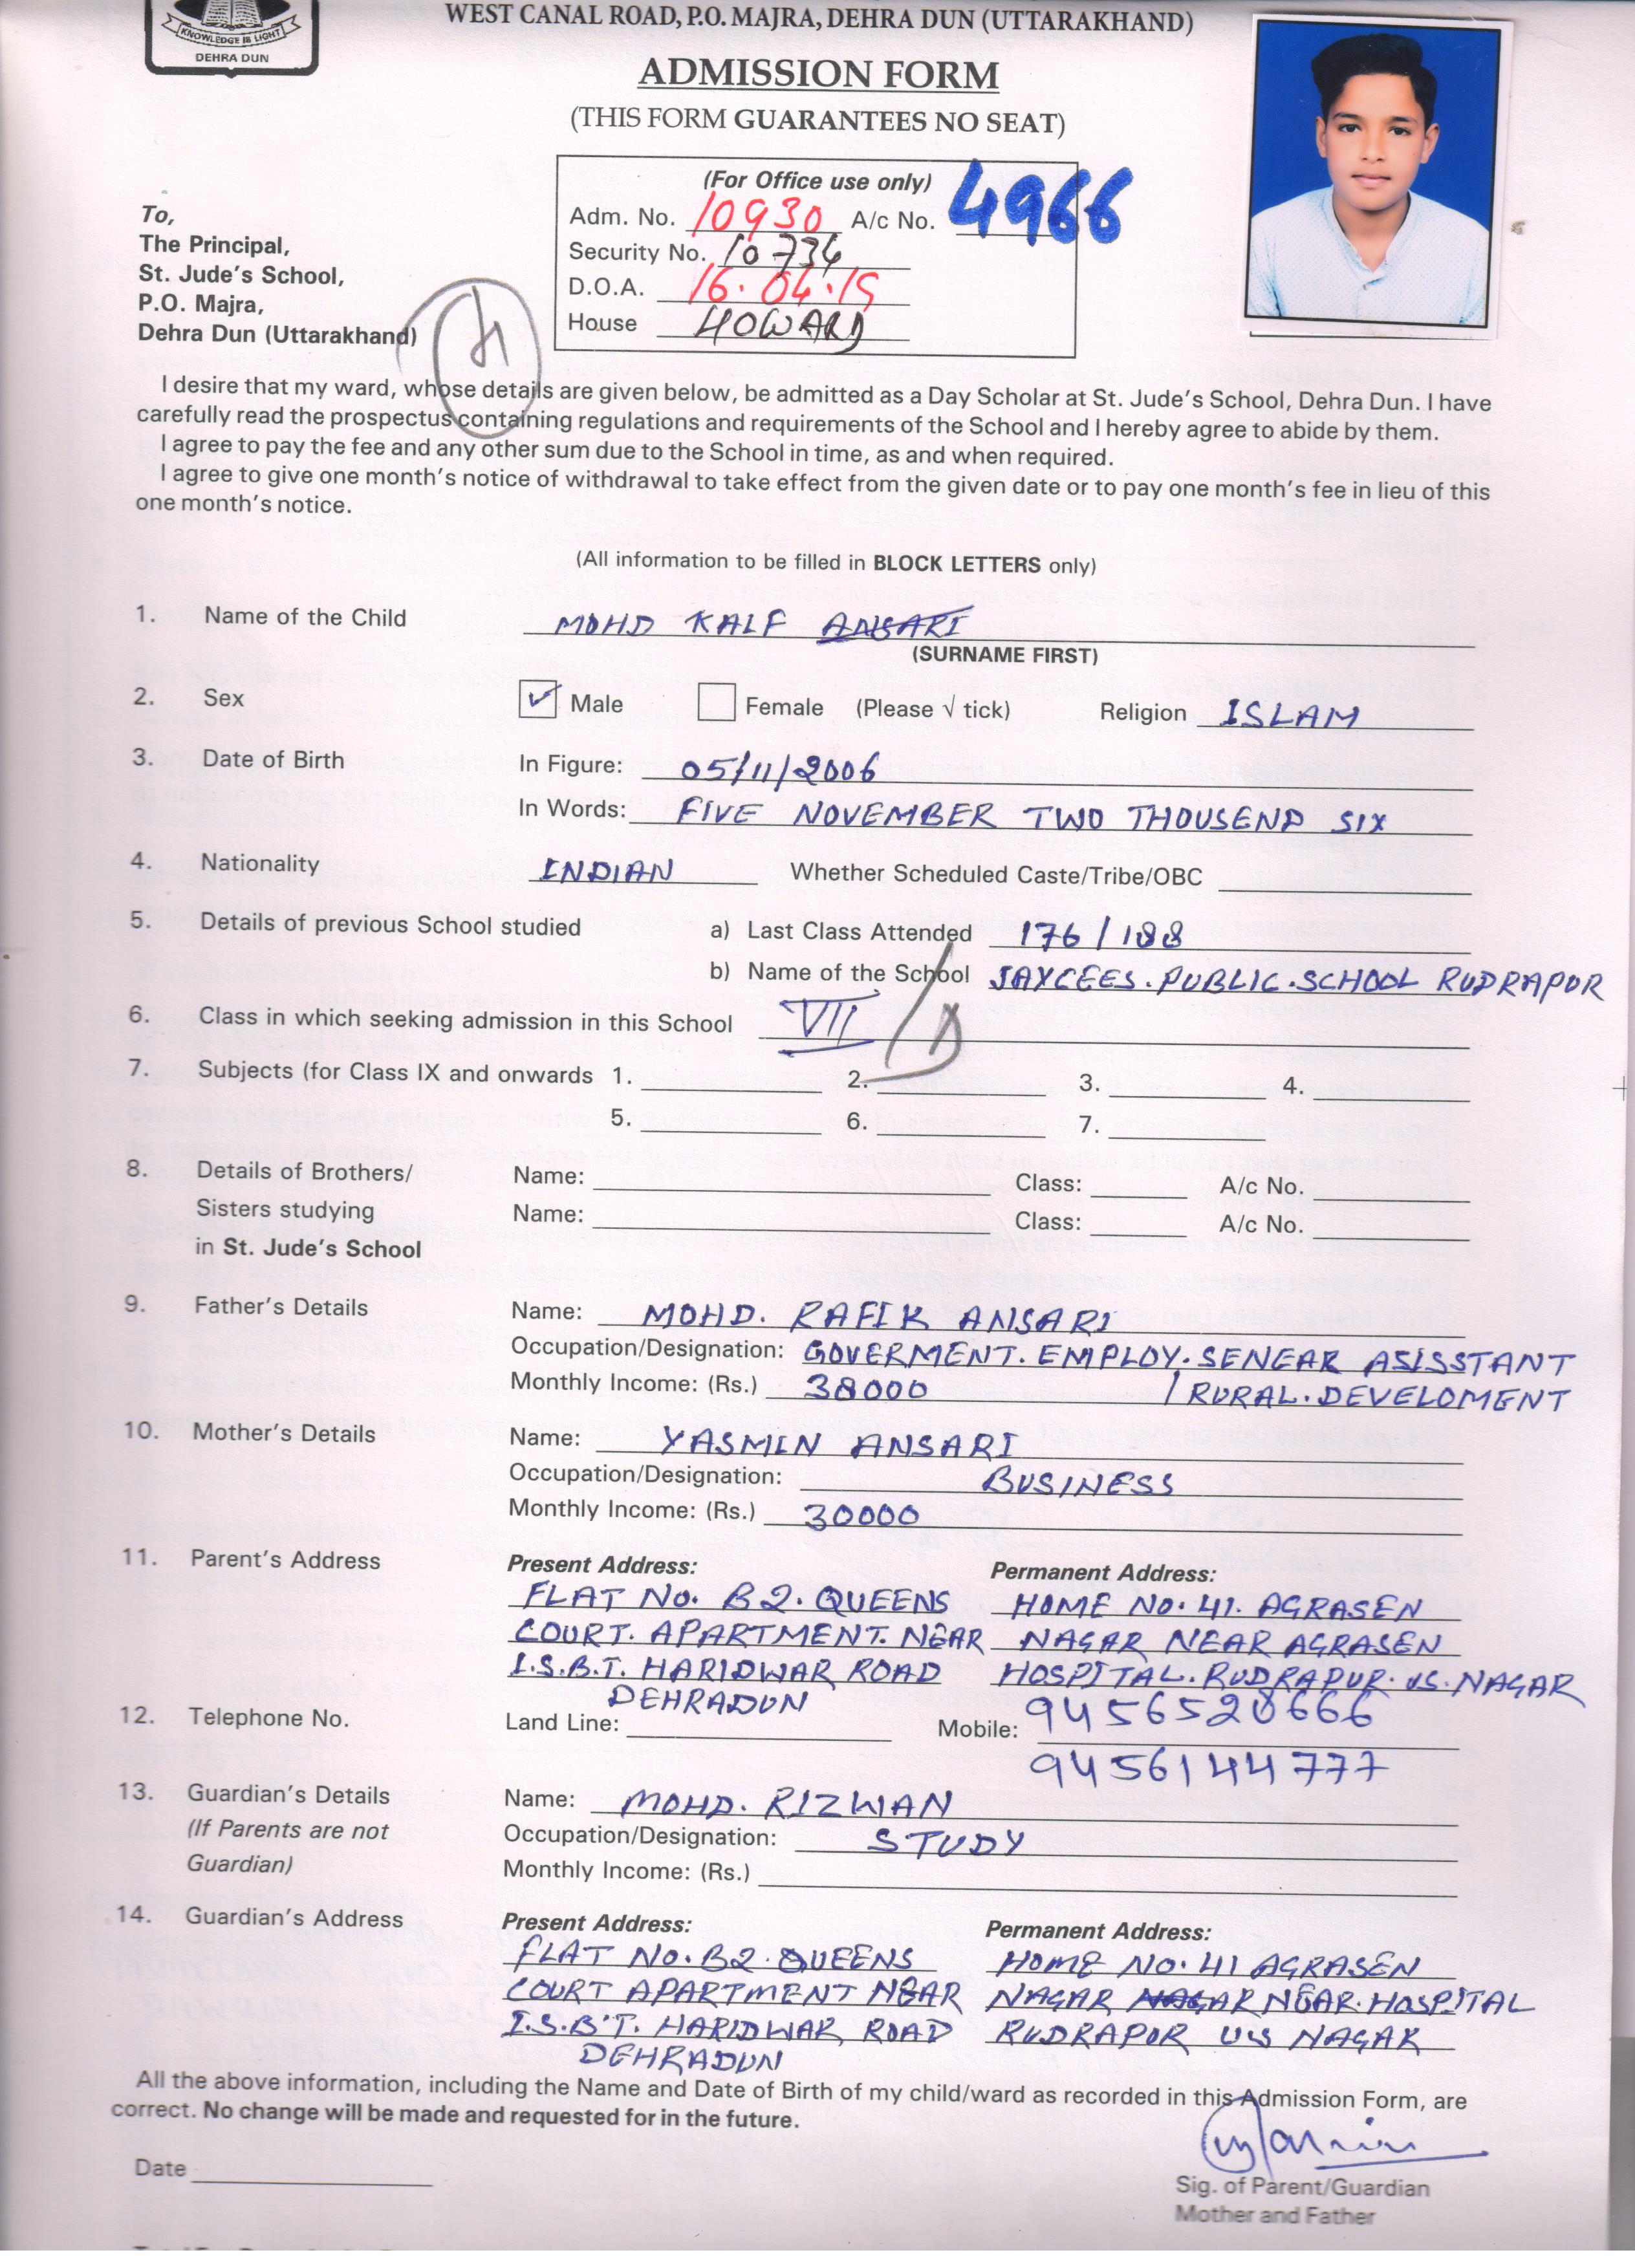 KNOWLEDGE IS LIGHT
DEHRA DUN
WEST CANAL ROAD, P.O. MAJRA, DEHRA DUN (UTTARAKHAND)
ADMISSION FORM
(THIS FORM GUARANTEES NO SEAT)
(For Office use only)
Adm. No. 10930 A/c No. 4966
Security No. 10734
D.O.A. 16.04.19
House HOWARD
To,
The Principal,
St. Jude's School,
P.O. Majra,
Dehra Dun (Uttarakhand)
I desire that my ward, whose details are given below, be admitted as a Day Scholar at St. Jude's School, Dehra Dun. I have
carefully read the prospectus containing regulations and requirements of the School and I hereby agree to abide by them.
I agree to pay the fee and any other sum due to the School in time, as and when required.
I agree to give one month's notice of withdrawal to take effect from the given date or to pay one month's fee in lieu of this
one month's notice.
(All information to be filled in BLOCK LETTERS only)
1. Name of the Child MOHD KALF ANSARI
(SURNAME FIRST)
2. Sex Male Female (Please √ tick) Religion ISLAM
3. Date of Birth In Figure: 05/11/2006
In Words: FIVE NOVEMBER TWO THOUSEND SIX
4. Nationality INDIAN Whether Scheduled Caste/Tribe/OBC
5. Details of previous School studied a) Last Class Attended 176/188
b) Name of the School JAYCEES.PUBLIC.SCHOOL RUDRAPOR
6. Class in which seeking admission in this School VII / D
7. Subjects (for Class IX and onwards 1. 2. 3. 4.
5. 6. 7.
8. Details of Brothers/ Name: Class: A/c No.
Sisters studying Name: Class: A/c No.
in St. Jude's School
9. Father's Details Name: MOHD. RAFIK ANSARI
Occupation/Designation: GOVERMENT. EMPLOY. SENEAR ASISSTANT
Monthly Income: (Rs.) 38000 / RURAL.DEVELOMENT
10. Mother's Details Name: YASMIN ANSARI
Occupation/Designation: BUSINESS
Monthly Income: (Rs.) 30000
11. Parent's Address Present Address: Permanent Address:
FLAT NO. B2. QUEENS HOME NO. 41. AGRASEN
COURT. APARTMENT. NEAR NAGAR NEAR AGRASEN
I.S.B.T. HARIDWAR ROAD HOSPITAL.RUDRAPUR. US.NAGAR
DEHRADUN
12. Telephone No. Land Line: Mobile: 9456520666
9456144777
13. Guardian's Details Name: MOHD. RIZWAN
(If Parents are not Occupation/Designation: STUDY
Guardian) Monthly Income: (Rs.)
14. Guardian's Address Present Address: Permanent Address:
FLAT NO. B2. QUEENS HOME NO. 41 AGRASEN
COURT APARTMENT NEAR NAGAR NAGAR NEAR.HOSPITAL
I.S.B.T. HARIDWAR ROAD RUDRAPOR US NAGAR
DEHRADUN
All the above information, including the Name and Date of Birth of my child/ward as recorded in this Admission Form, are
correct. No change will be made and requested for in the future.
Date
Sig. of Parent/Guardian
Mother and Father